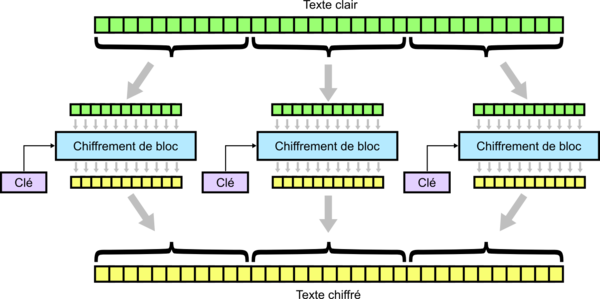 Texte clair
Chiffrement de bloc
Chiffrement de bloc
Chiffrement de bloc
Clé
Clé
Clé
Texte chiffré